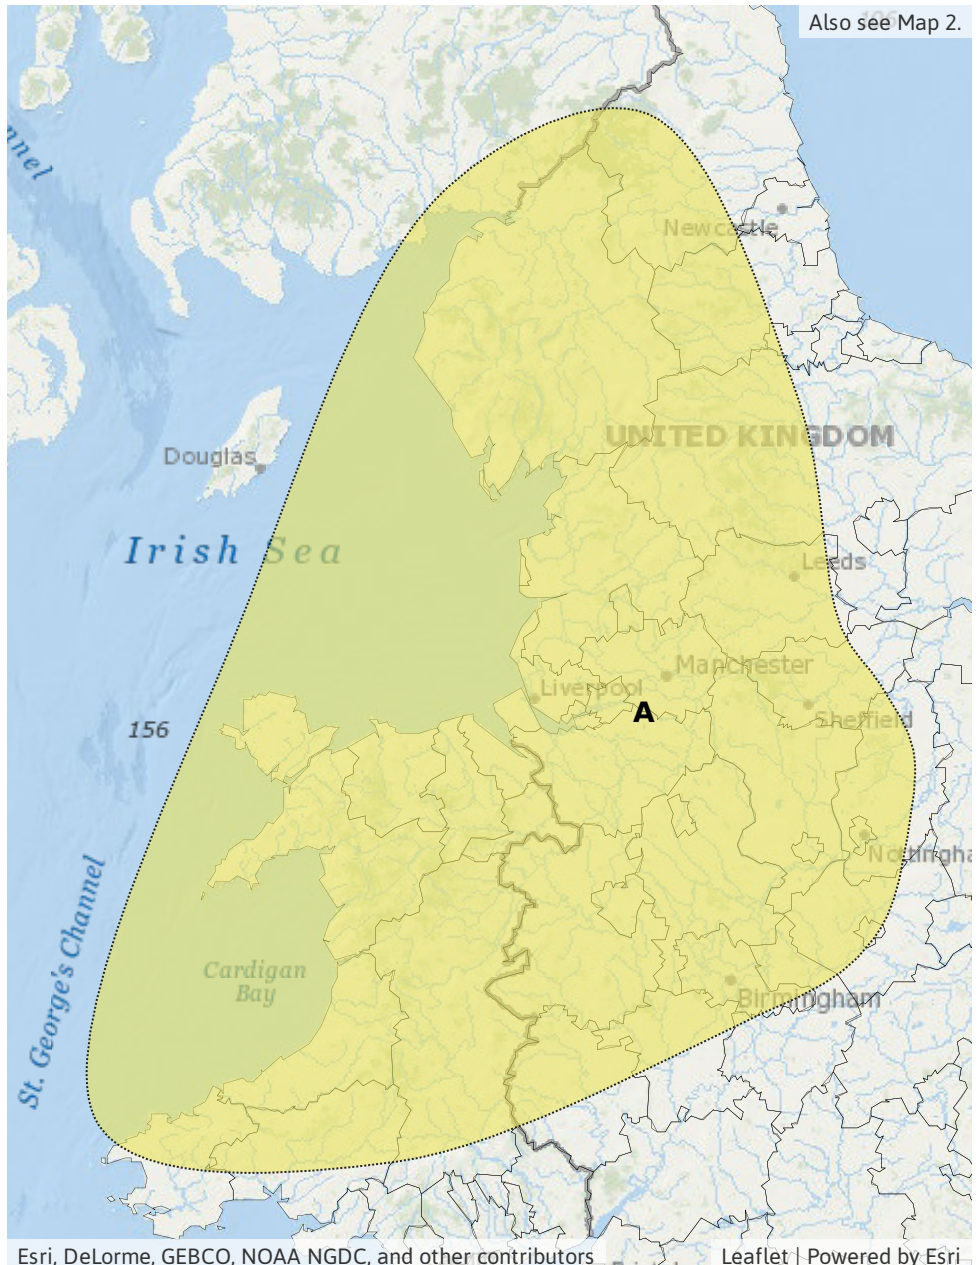 Also see Map 2.
Newcastle
UNITED KINGDOM
Douglas
Irish Sea
Leeds
Manchester
Liverpool
A
Sheffield
156
St. George's Channel
Cardigan
Bay
Birmingham
Esri, DeLorme, GEBCO, NOAA NGDC, and other contributors
Leaflet | Powered by Esri